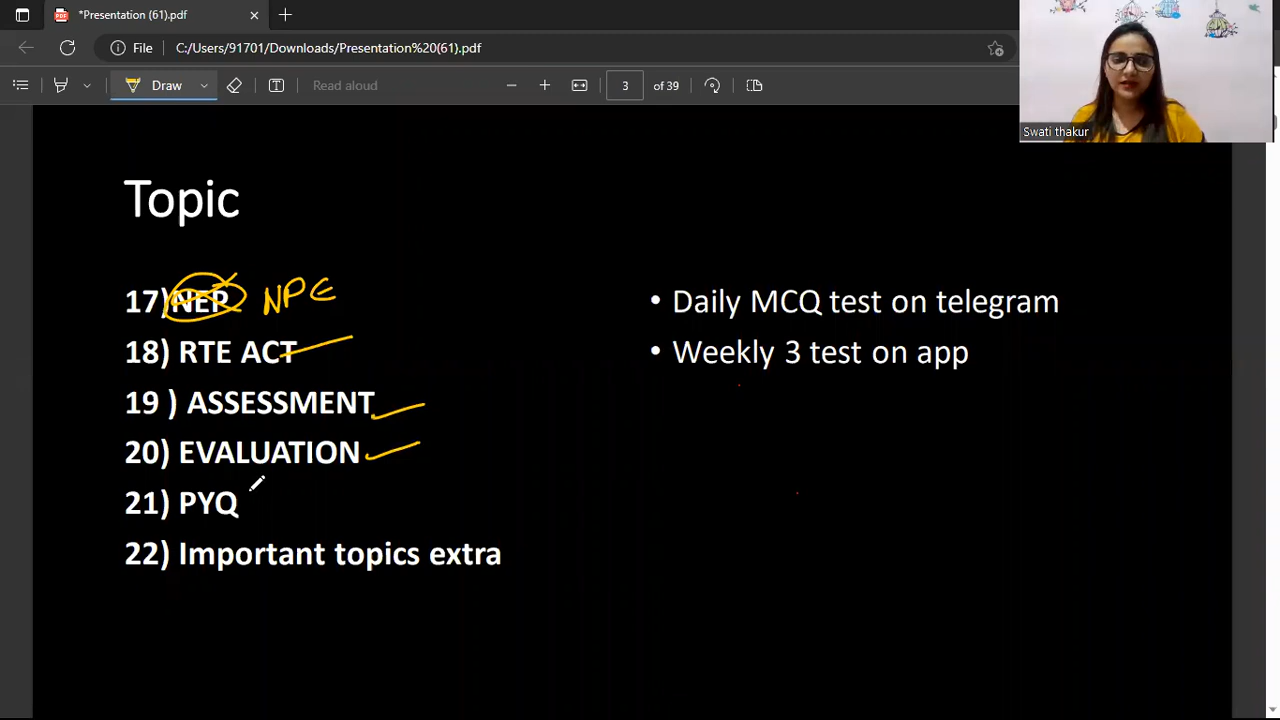 *Presentation (61).pdf
File
C:/Users/91701/Downloads/Presentation%20(61).pdf
Draw
Read aloud
3
of 39
Swati thakur
Topic
17)NEP NPE
18) RTE ACT
19 ) ASSESSMENT
20) EVALUATION
21) PYQ
22) Important topics extra
• Daily MCQ test on telegram
• Weekly 3 test on app